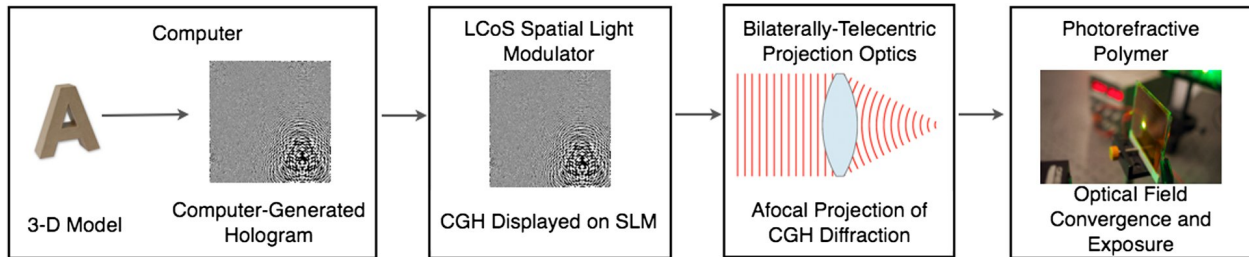 Computer
A
3-D Model
Computer-Generated
Hologram
LCoS Spatial Light
Modulator
CGH Displayed on SLM
Bilaterally-Telecentric
Projection Optics
Afocal Projection of
CGH Diffraction
Photorefractive
Polymer
Optical Field
Convergence and
Exposure